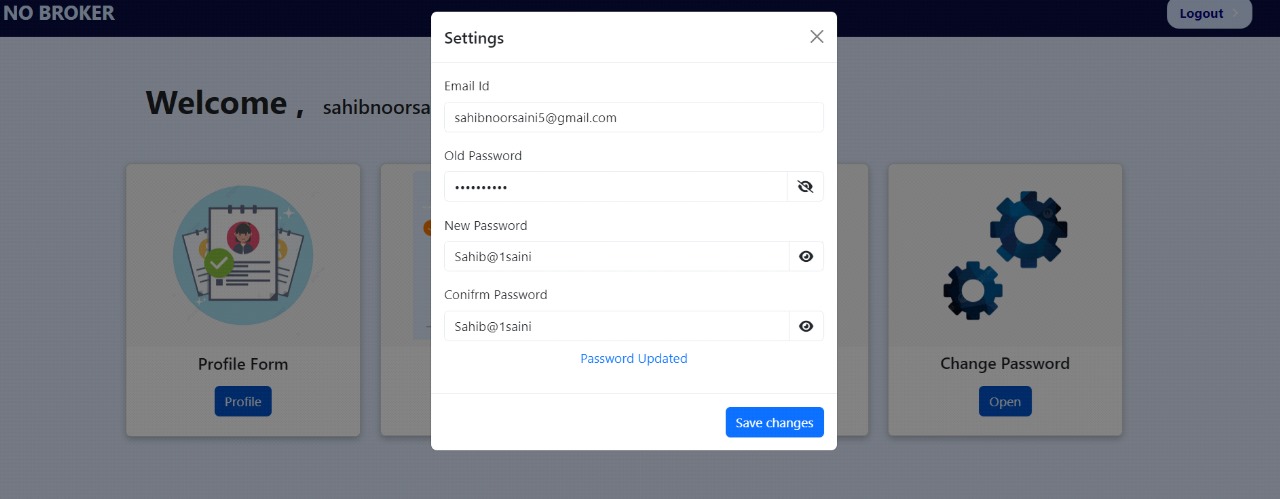 NO BROKER
Logout
Settings
Welcome , sahibnoorsa
Email Id
sahibnoorsaini5@gmail.com
Old Password
••••••••••
New Password
Sahib@1saini
Conifrm Password
Sahib@1saini
Password Updated
Save changes
Profile Form
Profile
Change Password
Open